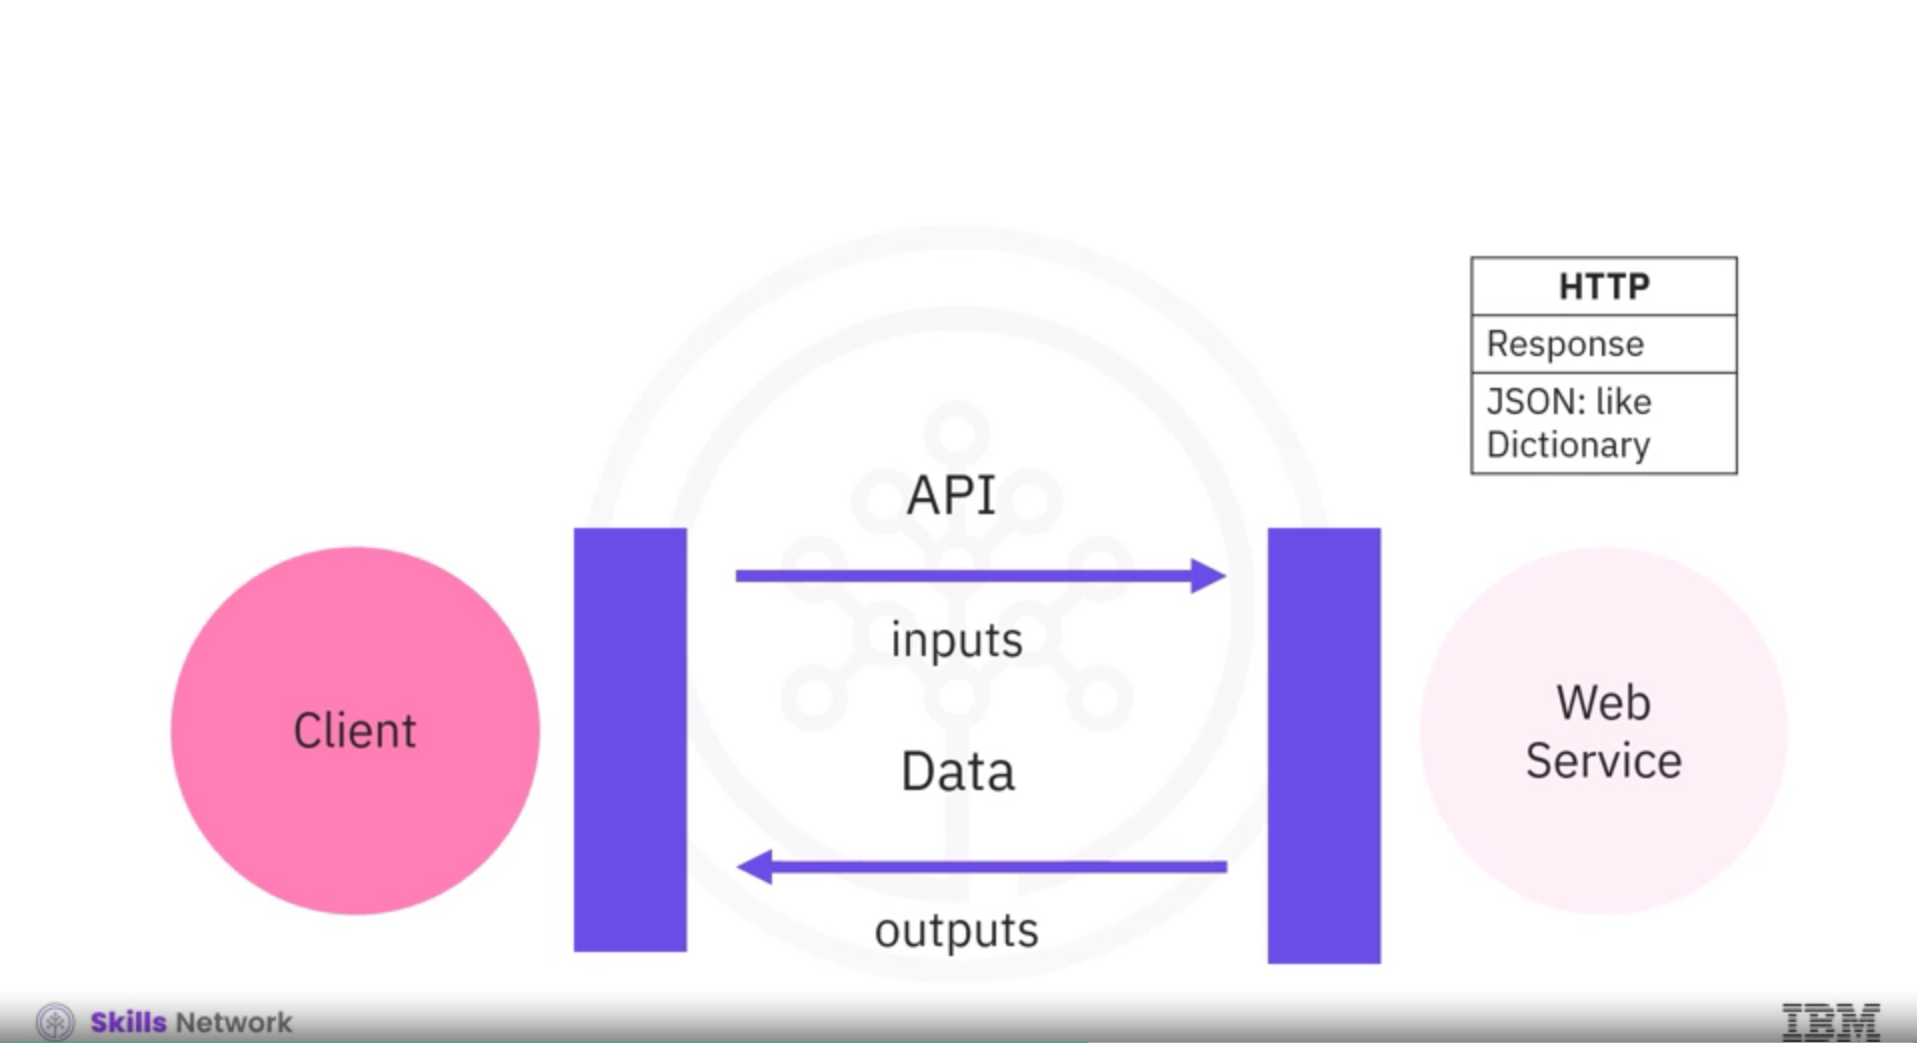 HTTP
Response
JSON: like
Dictionary
API
inputs
Client
Web
Service
Data
outputs
Skills Network
IBM